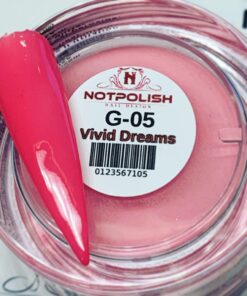 N
NOTPOLISH
NAIL DESIGN
G-05
Vivid Dreams
0123567105